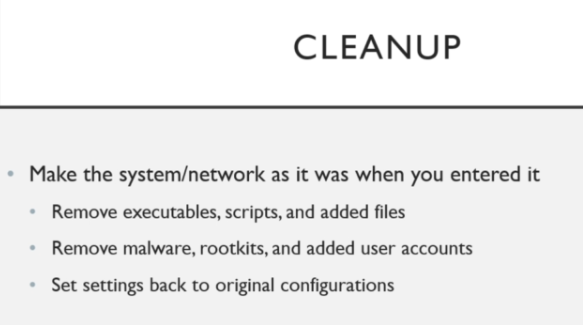 CLEANUP
Make the system/network as it was when you entered it
Remove executables, scripts, and added files
Remove malware, rootkits, and added user accounts
Set settings back to original configurations